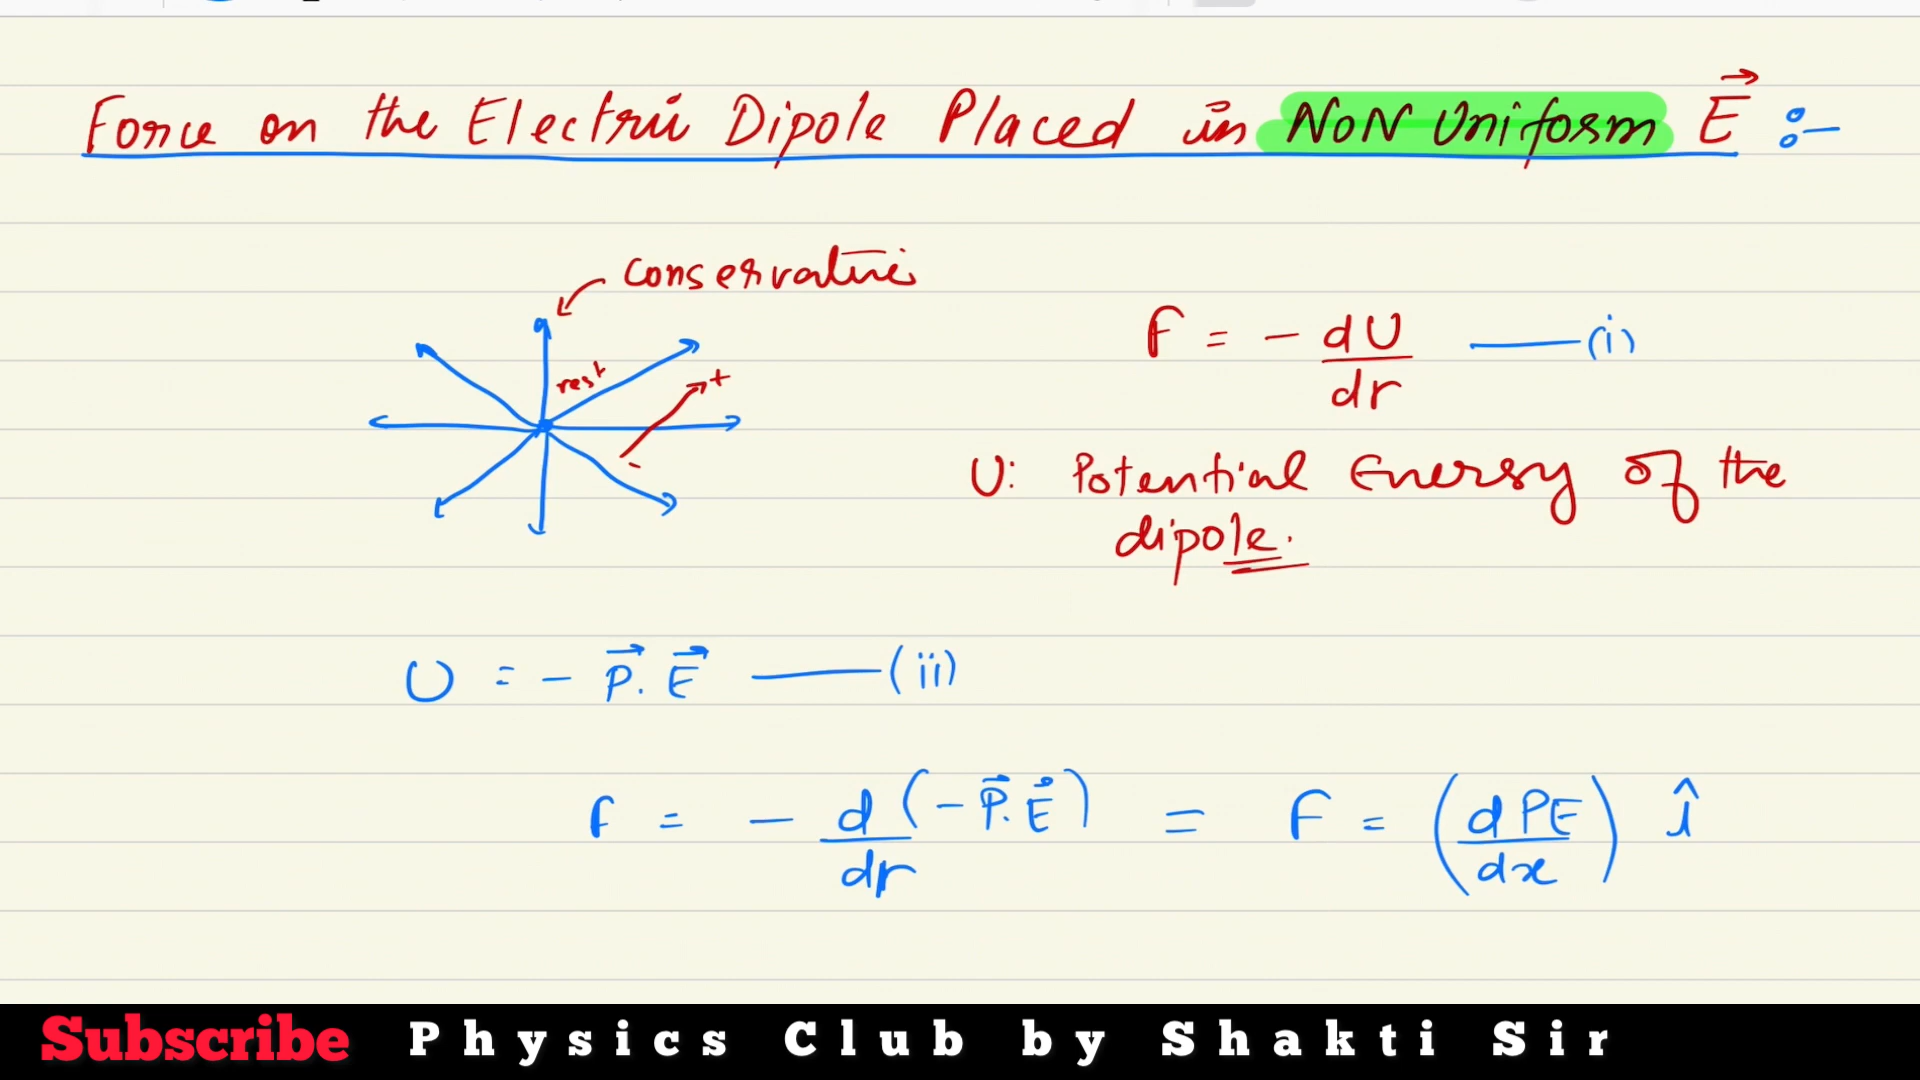 Force on the Electric Dipole Placed in NoN Uniform E⃗ :-
Conservative
rest
+
-
F = - dU/dr —— (i)
U: Potential Energy of the
dipole.
U = - P⃗.E⃗ —— (ii)
F = - d/dr (-P⃗.E⃗) = F = (dPE/dx) î
Subscribe Physics Club by Shakti Sir